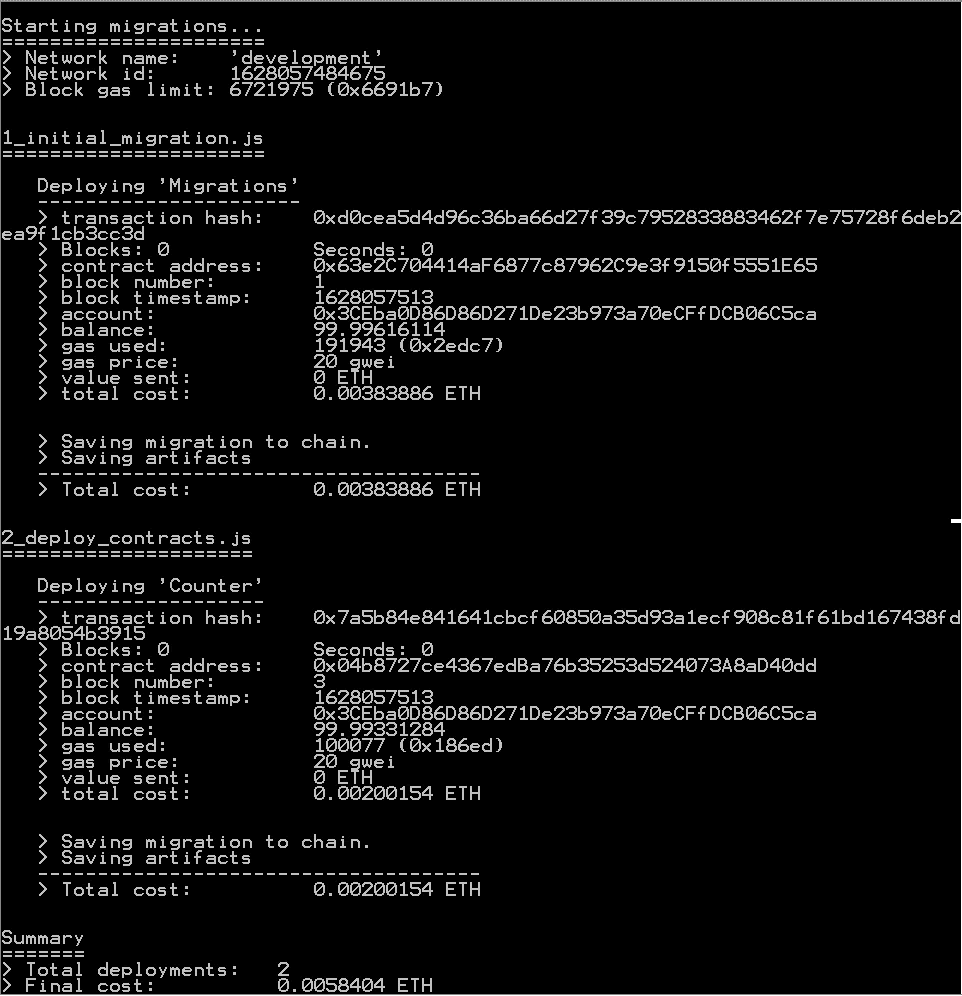 Starting migrations...
======================
> Network name:    'development'
> Network id:      1628057484675
> Block gas limit: 6721975 (0x6691b7)
1_initial_migration.js
======================
   Deploying 'Migrations'
   ----------------------
   > transaction hash:    0xd0cea5d4d96c36ba66d27f39c7952833883462f7e75728f6deb2
ea9f1cb3cc3d
   > Blocks: 0            Seconds: 0
   > contract address:    0x63e2C704414aF6877c87962C9e3f9150f5551E65
   > block number:        1
   > block timestamp:     1628057513
   > account:             0x3CEba0D86D86D271De23b973a70eCFfDCB06C5ca
   > balance:             99.99616114
   > gas used:            191943 (0x2edc7)
   > gas price:           20 gwei
   > value sent:          0 ETH
   > total cost:          0.00383886 ETH
   > Saving migration to chain.
   > Saving artifacts
   -------------------------------------
   > Total cost:          0.00383886 ETH
2_deploy_contracts.js
=====================
   Deploying 'Counter'
   -------------------
   > transaction hash:    0x7a5b84e841641cbcf60850a35d93a1ecf908c81f61bd167438fd
19a8054b3915
   > Blocks: 0            Seconds: 0
   > contract address:    0x04b8727ce4367edBa76b35253d524073A8aD40dd
   > block number:        3
   > block timestamp:     1628057513
   > account:             0x3CEba0D86D86D271De23b973a70eCFfDCB06C5ca
   > balance:             99.99331284
   > gas used:            100077 (0x186ed)
   > gas price:           20 gwei
   > value sent:          0 ETH
   > total cost:          0.00200154 ETH
   > Saving migration to chain.
   > Saving artifacts
   -------------------------------------
   > Total cost:          0.00200154 ETH
Summary
=======
> Total deployments:   2
> Final cost:          0.0058404 ETH